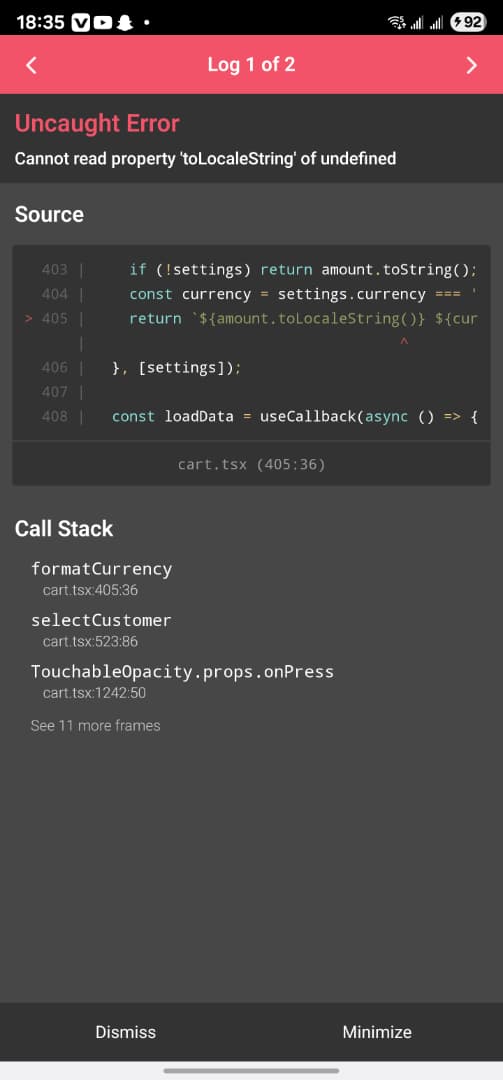 18:35
92
Log 1 of 2
Uncaught Error
Cannot read property 'toLocaleString' of undefined
Source
403 | if (!settings) return amount.toString();
404 | const currency = settings.currency === '
> 405 | return `${amount.toLocaleString()} ${cur
| ^
406 | }, [settings]);
407 |
408 | const loadData = useCallback(async () => {
cart.tsx (405:36)
Call Stack
formatCurrency
cart.tsx:405:36
selectCustomer
cart.tsx:523:86
TouchableOpacity.props.onPress
cart.tsx:1242:50
See 11 more frames
Dismiss
Minimize